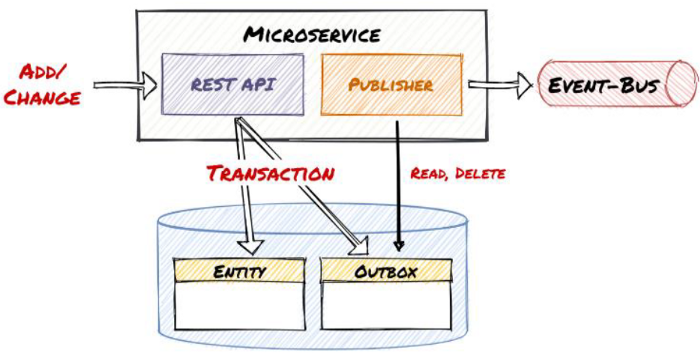 MICROSERVICE
ADD/
CHANGE
REST API
PUBLISHER
EVENT-BUS
TRANSACTION
READ, DELETE
ENTITY
OUTBOX